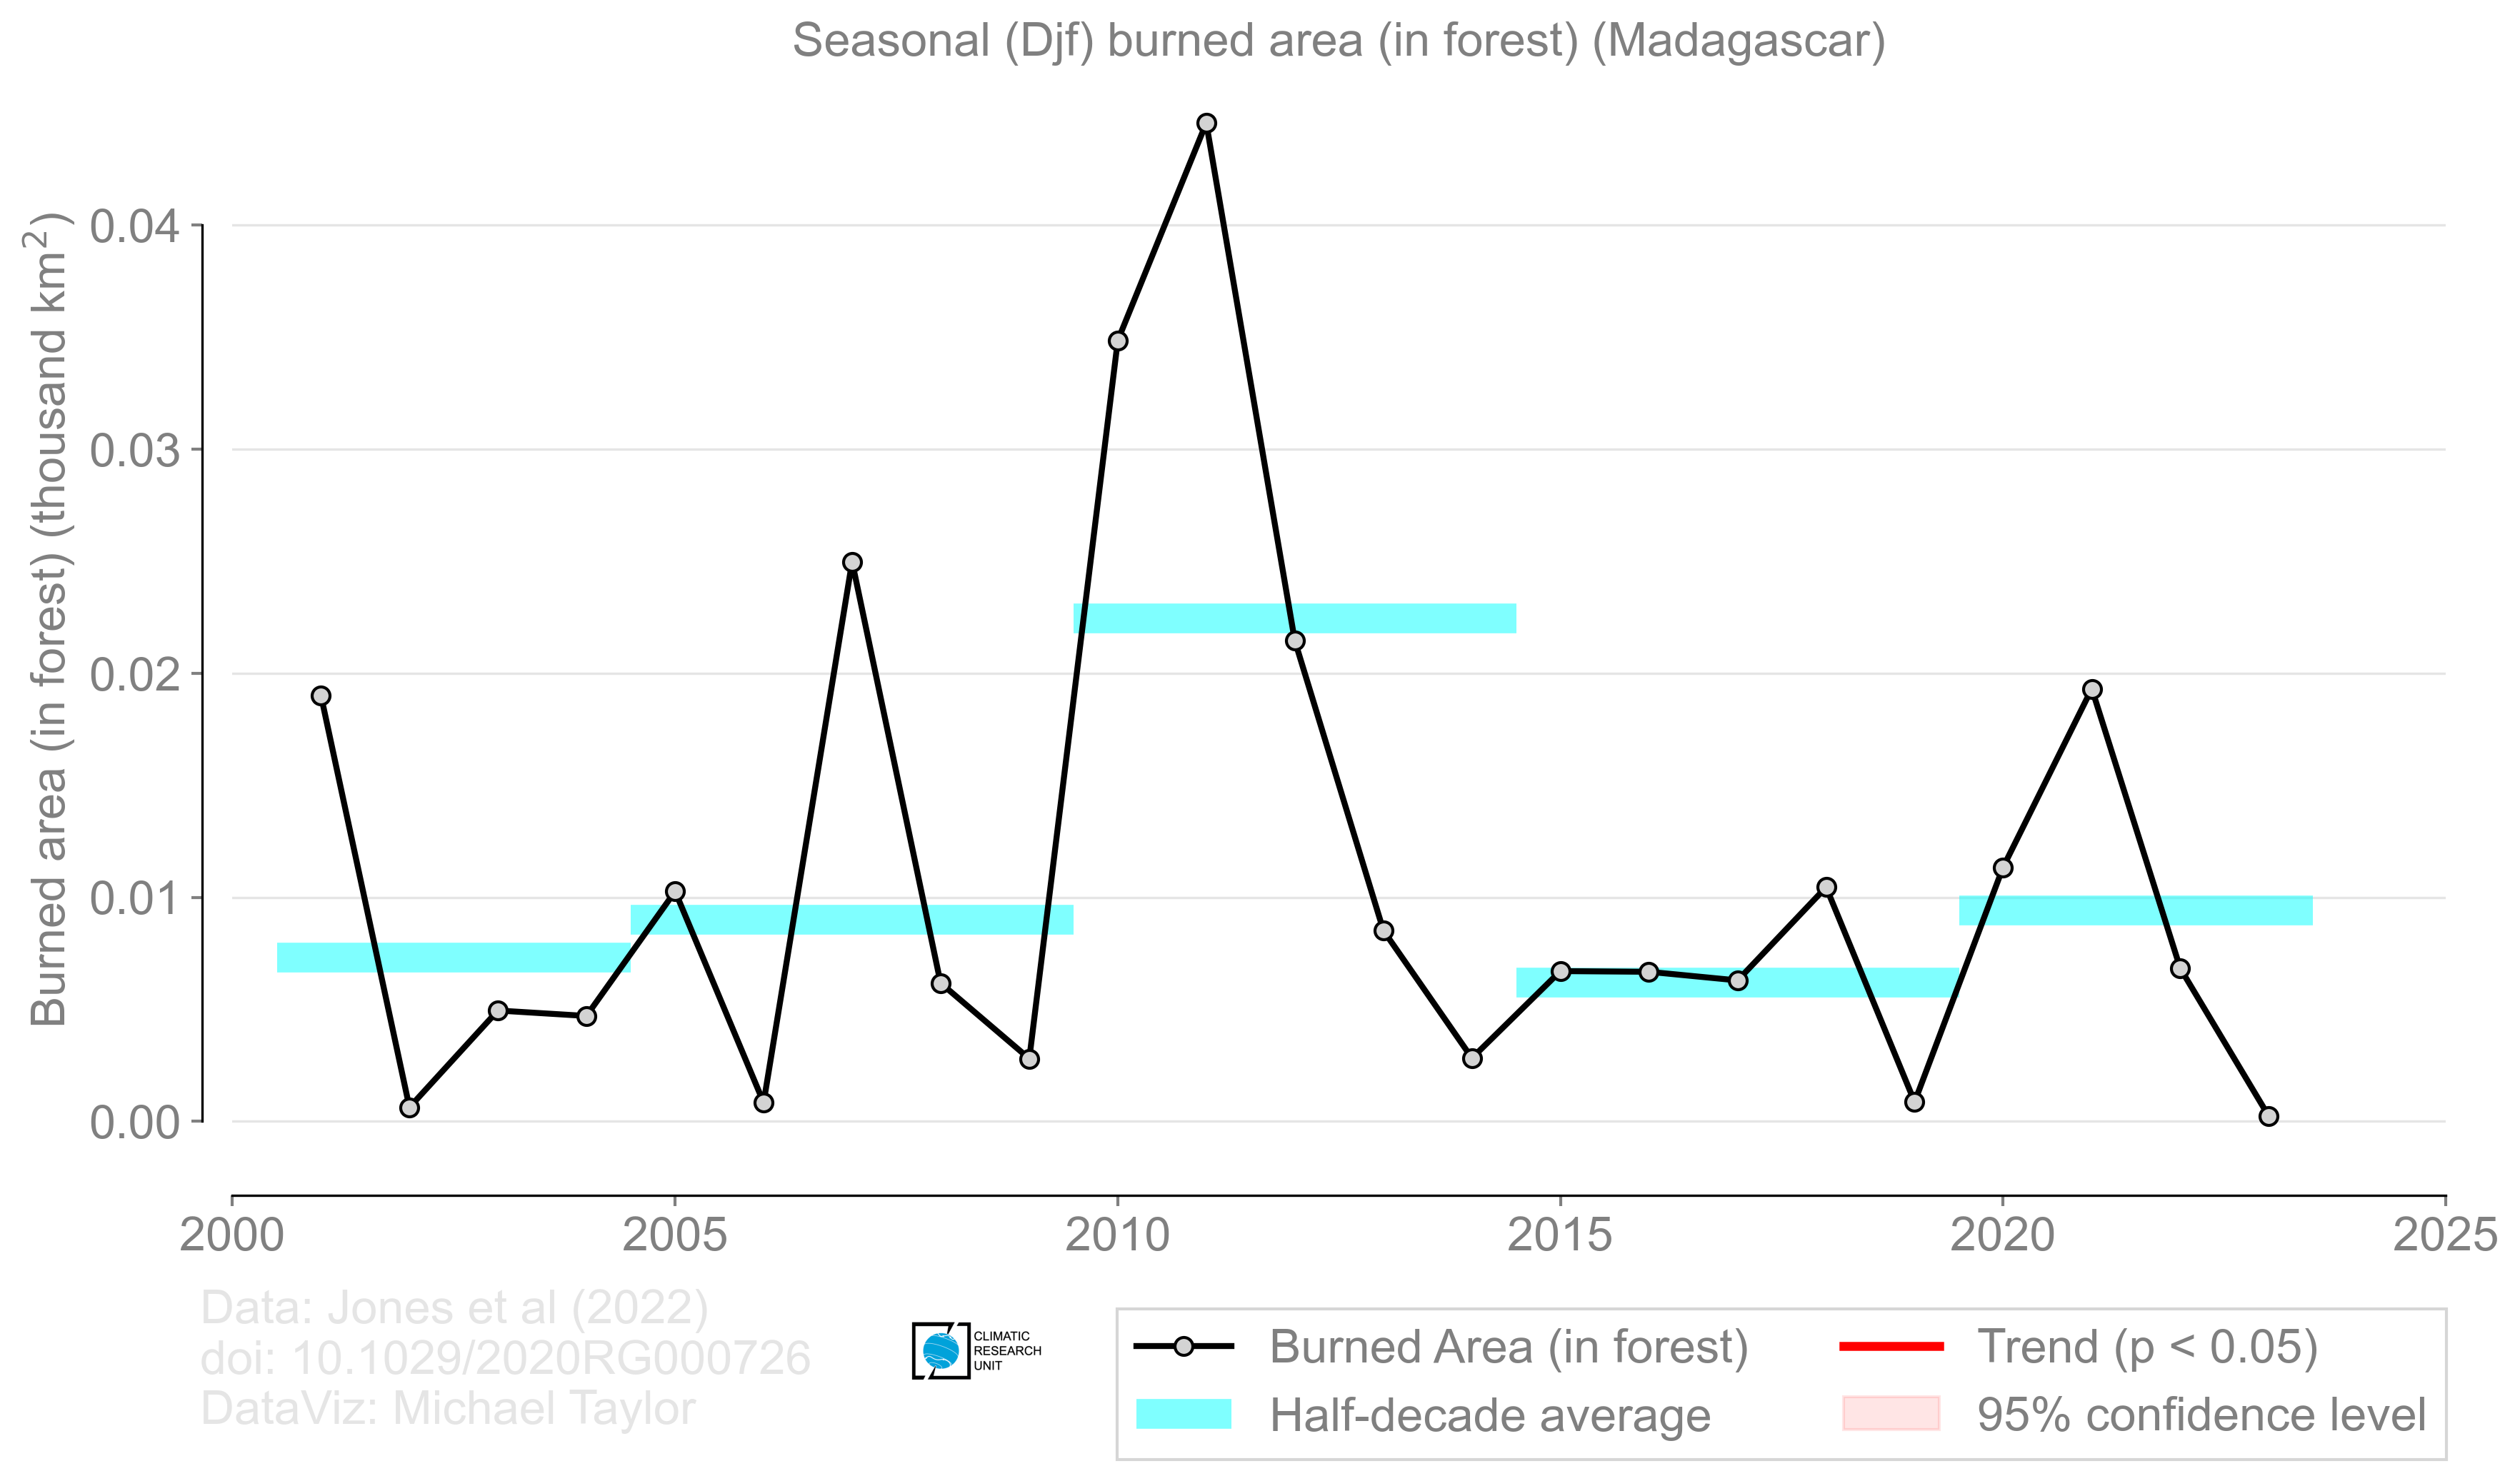 Seasonal (Djf) burned area (in forest) (Madagascar)
Burned area (in forest) (thousand km²)
0.04
0.03
0.02
0.01
0.00
2000 2005 2010 2015 2020 2025
Data: Jones et al (2022)
doi: 10.1029/2020RG000726
DataViz: Michael Taylor
CLIMATIC
RESEARCH
UNIT
Burned Area (in forest)
Half-decade average
Trend (p < 0.05)
95% confidence level